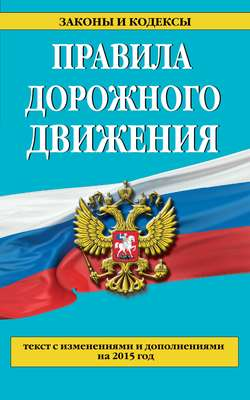 ЗАКОНЫ И КОДЕКСЫ
ПРАВИЛА
ДОРОЖНОГО
ДВИЖЕНИЯ
текст с изменениями и дополнениями
на 2015 год